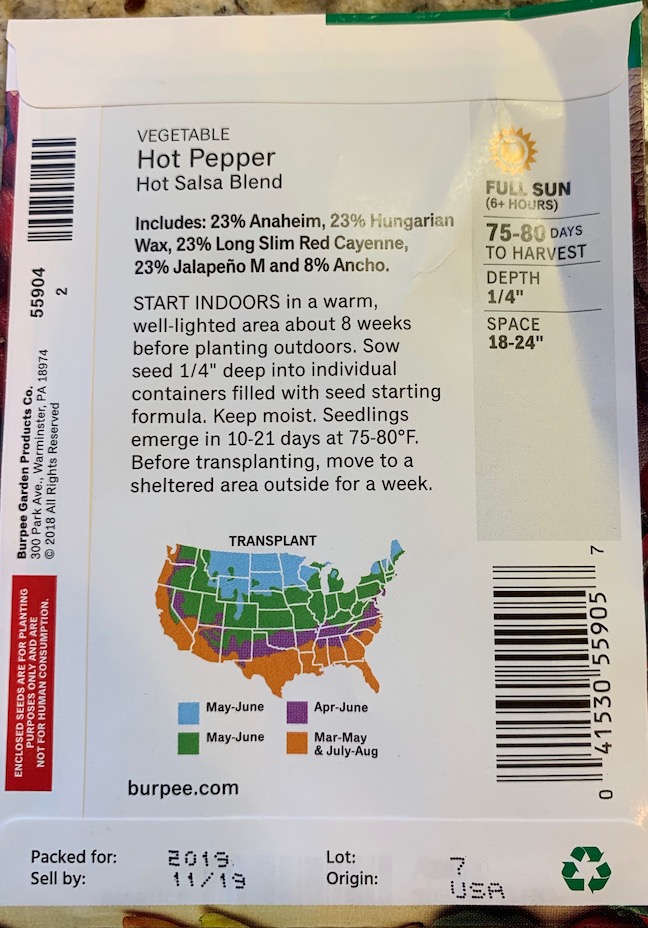 VEGETABLE
Hot Pepper
Hot Salsa Blend
Includes: 23% Anaheim, 23% Hungarian
Wax, 23% Long Slim Red Cayenne,
23% Jalapeño M and 8% Ancho.
START INDOORS in a warm,
well-lighted area about 8 weeks
before planting outdoors. Sow
seed 1/4" deep into individual
containers filled with seed starting
formula. Keep moist. Seedlings
emerge in 10-21 days at 75-80°F.
Before transplanting, move to a
sheltered area outside for a week.
FULL SUN
(6+ HOURS)
75-80 DAYS
TO HARVEST
DEPTH
1/4"
SPACE
18-24"
55904
2
Burpee Garden Products Co.
300 Park Ave., Warminster, PA 18974
© 2018 All Rights Reserved
ENCLOSED SEEDS ARE FOR PLANTING
PURPOSES ONLY AND ARE
NOT FOR HUMAN CONSUMPTION.
TRANSPLANT
May-June
Apr-June
May-June
Mar-May
& July-Aug
burpee.com
0 41530 55905 7
Packed for: 2019
Sell by: 11/19
Lot: 7
Origin: USA